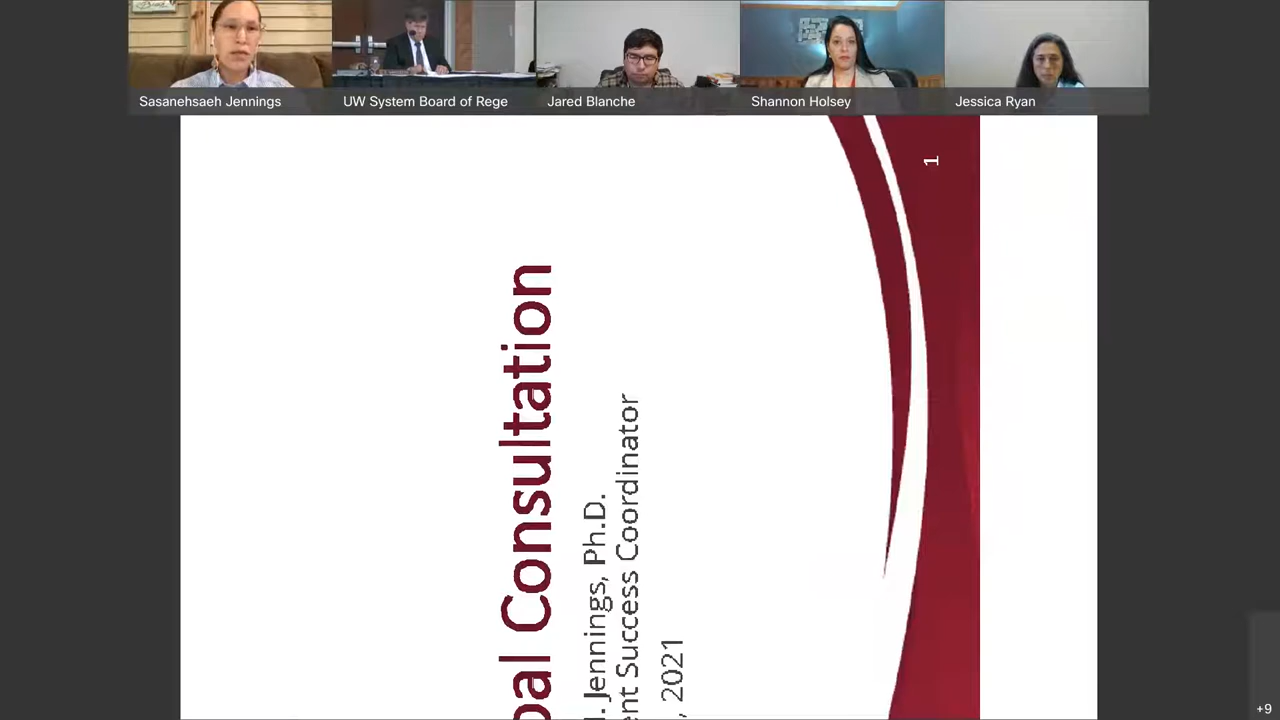 Sasanehsaeh Jennings
UW System Board of Rege
Jared Blanche
Shannon Holsey
Jessica Ryan
1
bal Consultation
. Jennings, Ph.D.
ent Success Coordinator
, 2021
+9